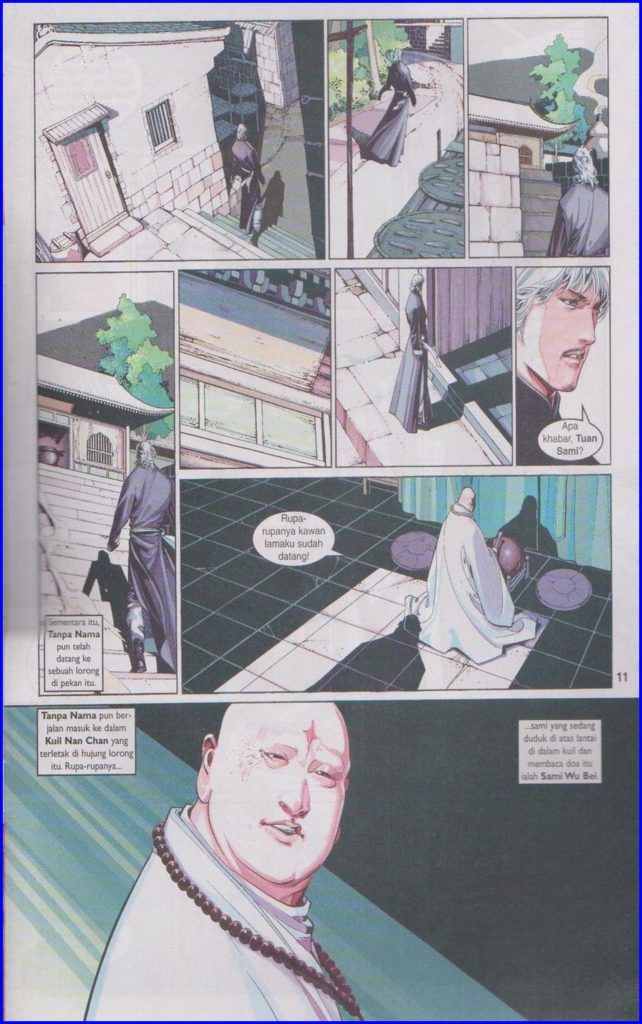 Apa
khabar, Tuan
Sami?
Sementara itu,
Tanpa Nama
pun telah
datang ke
sebuah lorong
di pekan itu.
Rupa-
rupanya kawan
lamaku sudah
datang!
11
Tanpa Nama pun ber-
jalan masuk ke dalam
Kuil Nan Chan yang
terletak di hujung lorong
itu. Rupa-rupanya...
...sami yang sedang
duduk di atas lantai
di dalam kuil dan
membaca doa itu
ialah Sami Wu Bei.